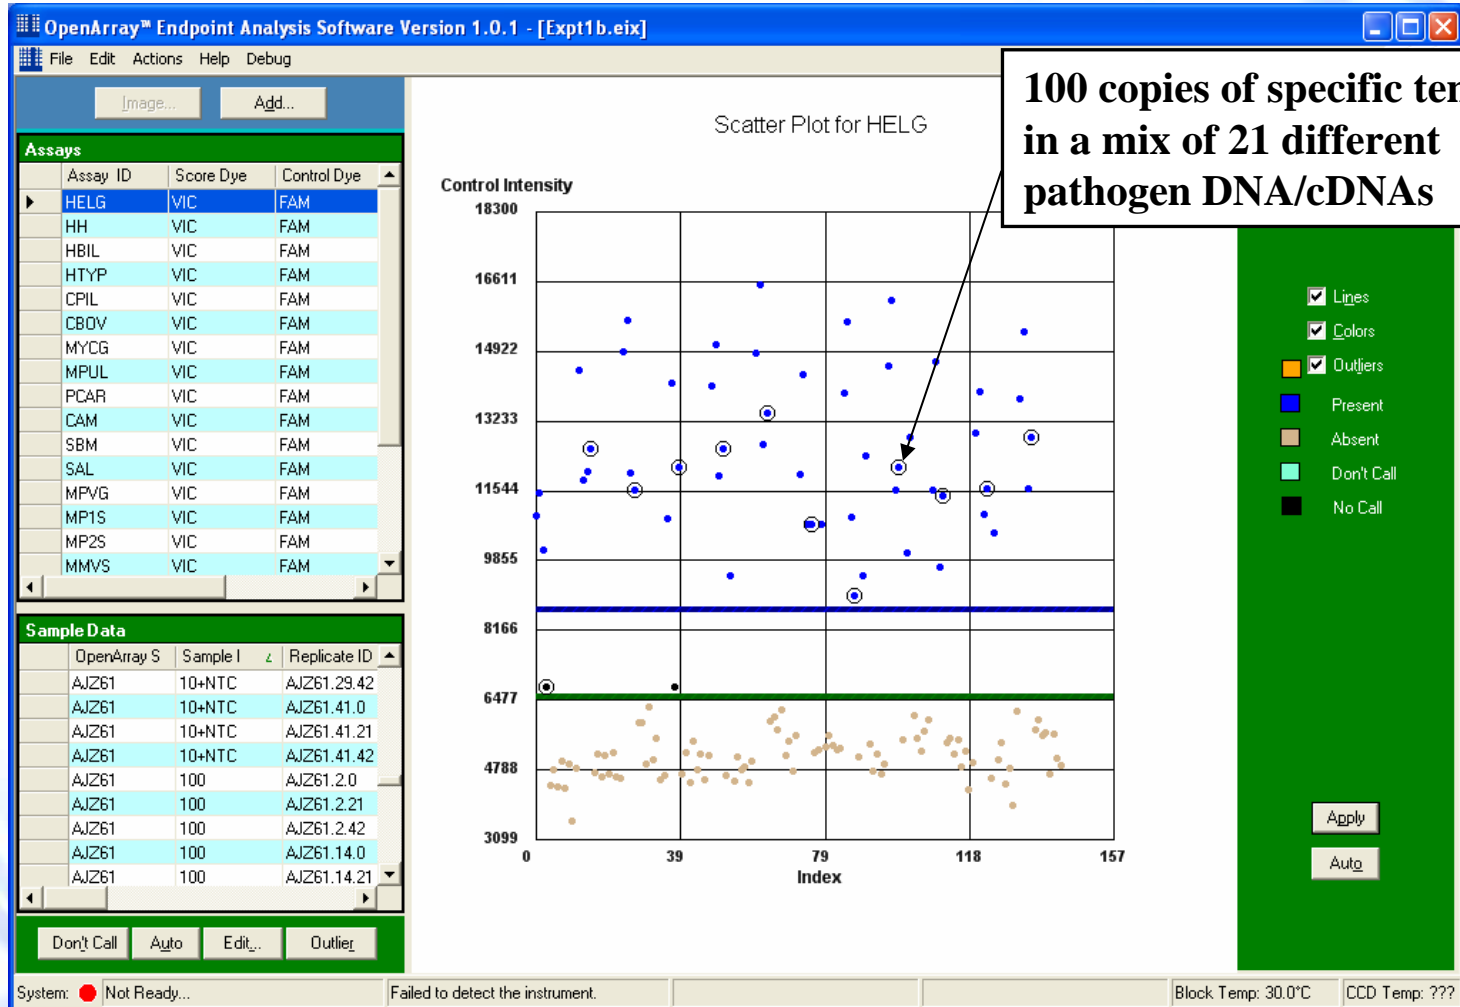 OpenArray™ Endpoint Analysis Software Version 1.0.1 - [Expt1b.eix]
File Edit Actions Help Debug
Image... Add...
Assays
Assay ID Score Dye Control Dye
HELG VIC FAM
HH VIC FAM
HBIL VIC FAM
HTYP VIC FAM
CPIL VIC FAM
CBOV VIC FAM
MYCG VIC FAM
MPUL VIC FAM
PCAR VIC FAM
CAM VIC FAM
SBM VIC FAM
SAL VIC FAM
MPVG VIC FAM
MP1S VIC FAM
MP2S VIC FAM
MMVS VIC FAM
Sample Data
OpenArray S Sample I Replicate ID
AJZ61 10+NTC AJZ61.29.42
AJZ61 10+NTC AJZ61.41.0
AJZ61 10+NTC AJZ61.41.21
AJZ61 10+NTC AJZ61.41.42
AJZ61 100 AJZ61.2.0
AJZ61 100 AJZ61.2.21
AJZ61 100 AJZ61.2.42
AJZ61 100 AJZ61.14.0
AJZ61 100 AJZ61.14.21
Don't Call Auto Edit... Outlier
Scatter Plot for HELG
Control Intensity
18300
16611
14922
13233
11544
9855
8166
6477
4788
3099
0 39 79 118 157
Index
100 copies of specific
in a mix of 21 different
pathogen DNA/cDNAs
Lines
Colors
Outliers
Present
Absent
Don't Call
No Call
Apply
Auto
System: Not Ready... Failed to detect the instrument. Block Temp: 30.0°C CCD Temp: ???